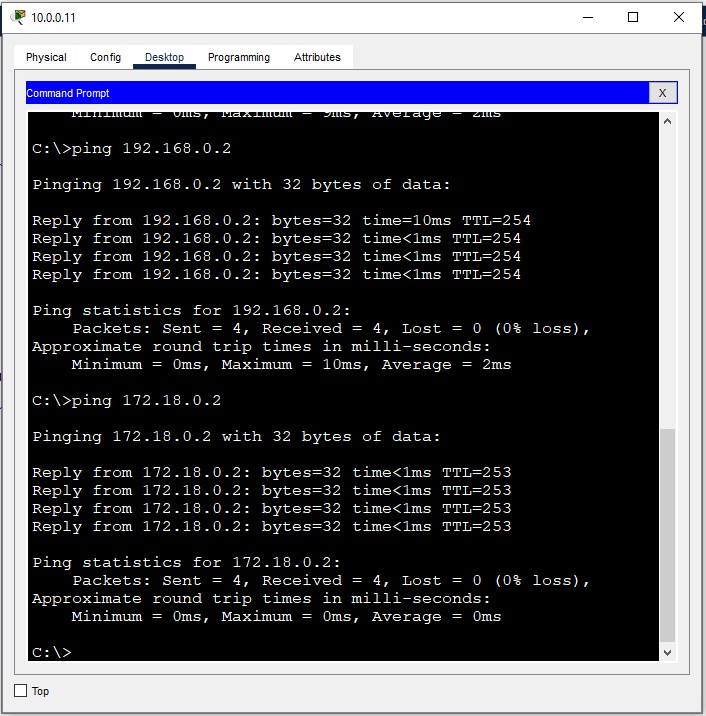 10.0.0.11
Physical Config Desktop Programming Attributes
Command Prompt X
Minimum = 0ms, Maximum = 9ms, Average = 2ms
C:\>ping 192.168.0.2
Pinging 192.168.0.2 with 32 bytes of data:
Reply from 192.168.0.2: bytes=32 time=10ms TTL=254
Reply from 192.168.0.2: bytes=32 time<1ms TTL=254
Reply from 192.168.0.2: bytes=32 time<1ms TTL=254
Reply from 192.168.0.2: bytes=32 time<1ms TTL=254
Ping statistics for 192.168.0.2:
Packets: Sent = 4, Received = 4, Lost = 0 (0% loss),
Approximate round trip times in milli-seconds:
Minimum = 0ms, Maximum = 10ms, Average = 2ms
C:\>ping 172.18.0.2
Pinging 172.18.0.2 with 32 bytes of data:
Reply from 172.18.0.2: bytes=32 time<1ms TTL=253
Reply from 172.18.0.2: bytes=32 time<1ms TTL=253
Reply from 172.18.0.2: bytes=32 time<1ms TTL=253
Reply from 172.18.0.2: bytes=32 time<1ms TTL=253
Ping statistics for 172.18.0.2:
Packets: Sent = 4, Received = 4, Lost = 0 (0% loss),
Approximate round trip times in milli-seconds:
Minimum = 0ms, Maximum = 0ms, Average = 0ms
C:\>
Top